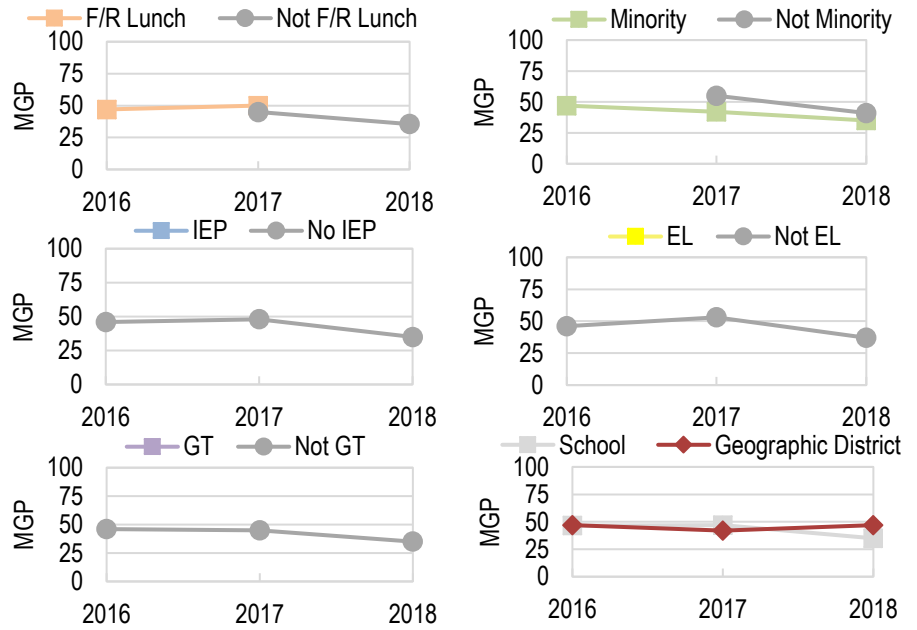 F/R Lunch Not F/R Lunch
100
75
50
25
0
MGP
2016 2017 2018
Minority Not Minority
100
75
50
25
0
MGP
2016 2017 2018
IEP No IEP
100
75
50
25
0
MGP
2016 2017 2018
EL Not EL
100
75
50
25
0
MGP
2016 2017 2018
GT Not GT
100
75
50
25
0
MGP
2016 2017 2018
School Geographic District
100
75
50
25
0
MGP
2016 2017 2018